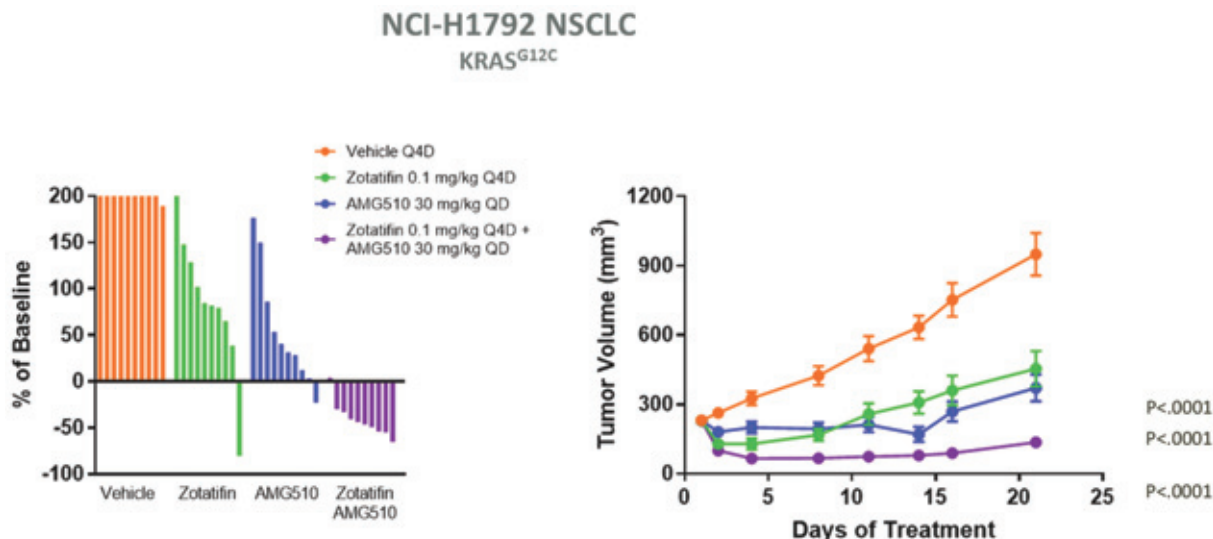 NCI-H1792 NSCLC
KRASG12C
Vehicle Q4D
Zotatifin 0.1 mg/kg Q4D
AMG510 30 mg/kg QD
Zotatifin 0.1 mg/kg Q4D +
AMG510 30 mg/kg QD
% of Baseline
200
150
100
50
0
-50
-100
Vehicle
Zotatifin
AMG510
Zotatifin
AMG510
Tumor Volume (mm3)
1200
900
600
300
0
0
5
10
15
20
25
Days of Treatment
P<.0001
P<.0001
P<.0001